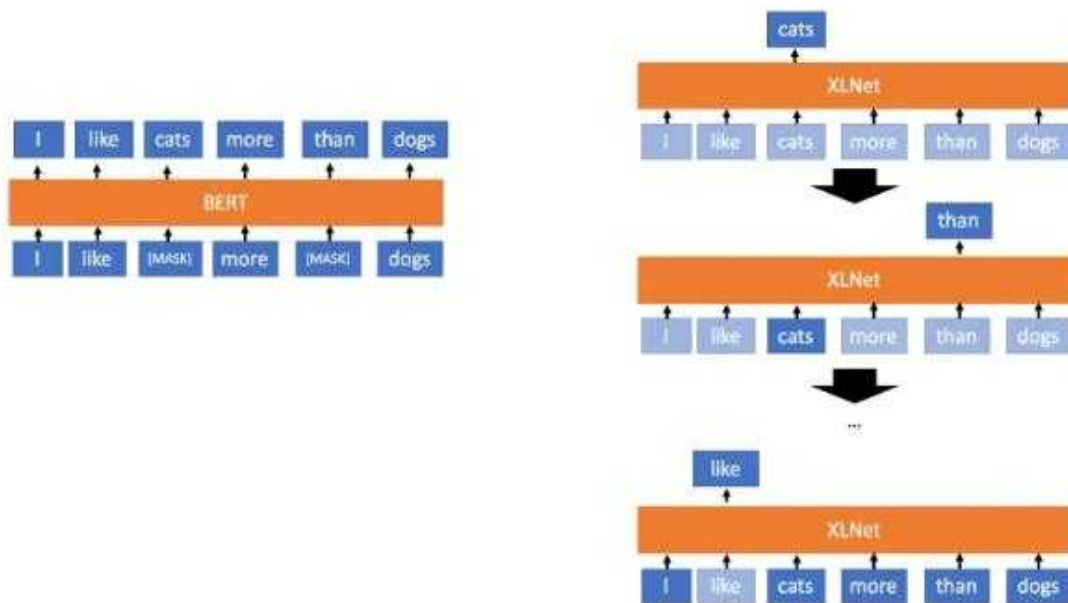 I like cats more than dogs
BERT
I like [MASK] more [MASK] dogs
cats
XLNet
I like cats more than dogs
than
XLNet
I like cats more than dogs
...
like
XLNet
I like cats more than dogs